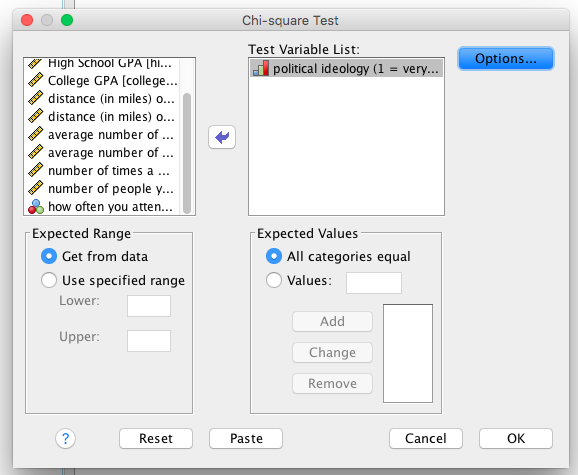 Chi-square Test
Test Variable List:
High School GPA [hi...
College GPA [college...
distance (in miles) o...
distance (in miles) o...
average number of ...
average number of ...
number of times a ...
number of people y...
how often you atten...
political ideology (1 = very...
Options...
Expected Range
Get from data
Use specified range
Lower:
Upper:
Expected Values
All categories equal
Values:
Add
Change
Remove
?
Reset
Paste
Cancel
OK